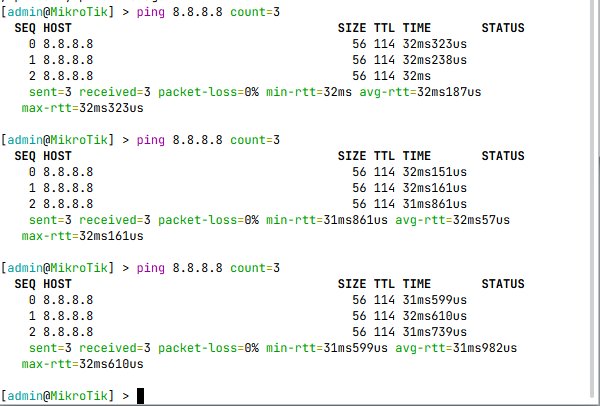 [admin@MikroTik] > ping 8.8.8.8 count=3
SEQ HOST SIZE TTL TIME STATUS
0 8.8.8.8 56 114 32ms323us
1 8.8.8.8 56 114 32ms238us
2 8.8.8.8 56 114 32ms
sent=3 received=3 packet-loss=0% min-rtt=32ms avg-rtt=32ms187us
max-rtt=32ms323us
[admin@MikroTik] > ping 8.8.8.8 count=3
SEQ HOST SIZE TTL TIME STATUS
0 8.8.8.8 56 114 32ms151us
1 8.8.8.8 56 114 32ms161us
2 8.8.8.8 56 114 31ms861us
sent=3 received=3 packet-loss=0% min-rtt=31ms861us avg-rtt=32ms57us
max-rtt=32ms161us
[admin@MikroTik] > ping 8.8.8.8 count=3
SEQ HOST SIZE TTL TIME STATUS
0 8.8.8.8 56 114 31ms599us
1 8.8.8.8 56 114 32ms610us
2 8.8.8.8 56 114 31ms739us
sent=3 received=3 packet-loss=0% min-rtt=31ms599us avg-rtt=31ms982us
max-rtt=32ms610us
[admin@MikroTik] >